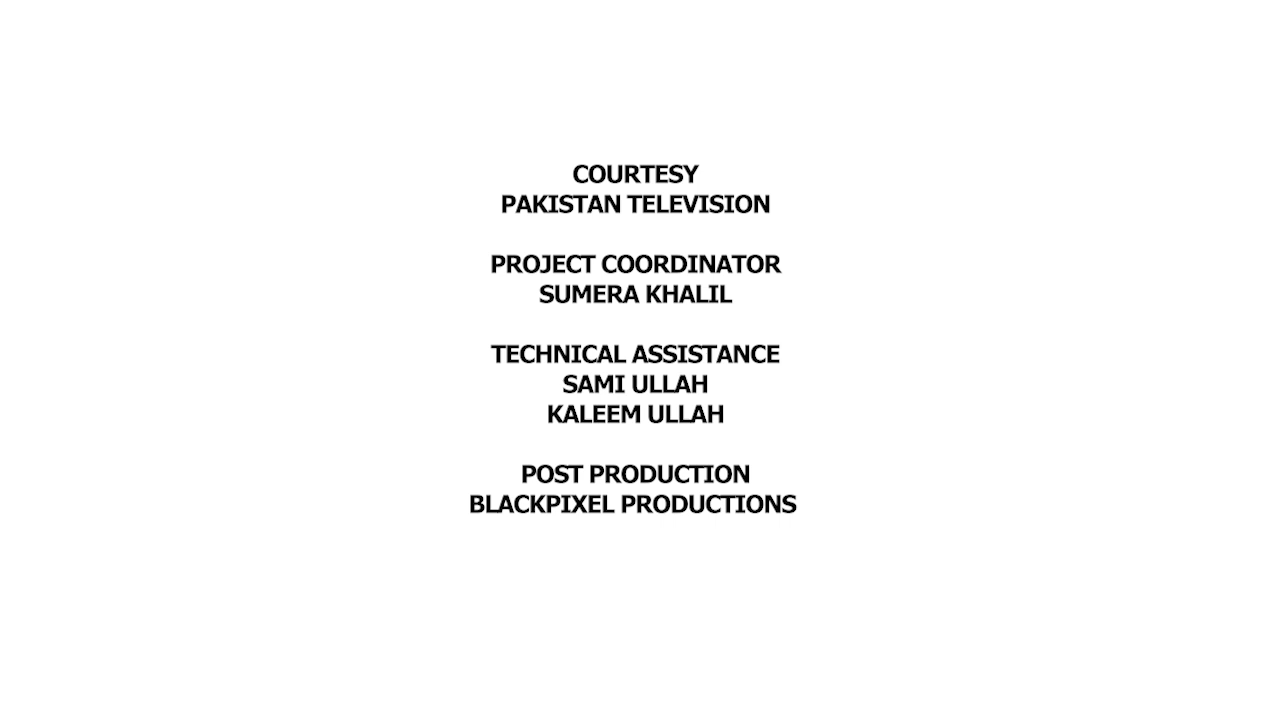 COURTESY
PAKISTAN TELEVISION
PROJECT COORDINATOR
SUMERA KHALIL
TECHNICAL ASSISTANCE
SAMI ULLAH
KALEEM ULLAH
POST PRODUCTION
BLACKPIXEL PRODUCTIONS